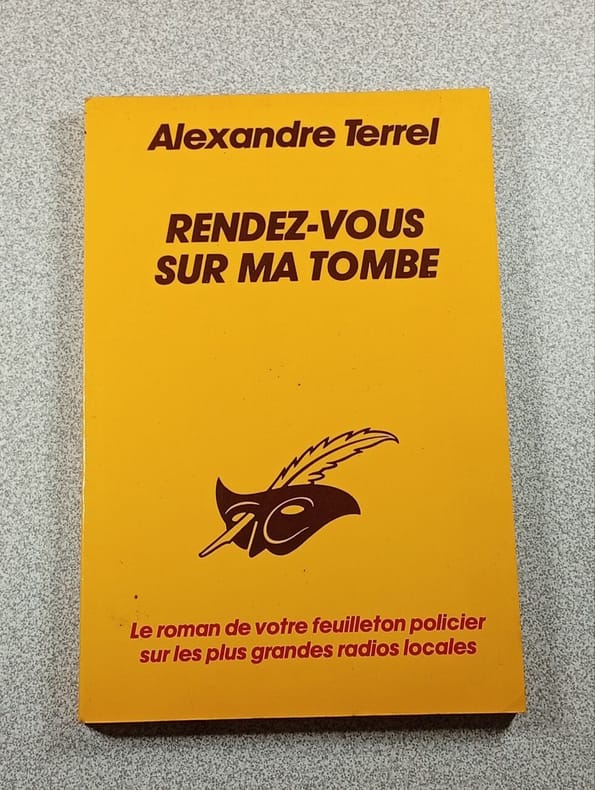 Alexandre Terrel
RENDEZ-VOUS
SUR MA TOMBE
Le roman de votre feuilleton policier
sur les plus grandes radios locales